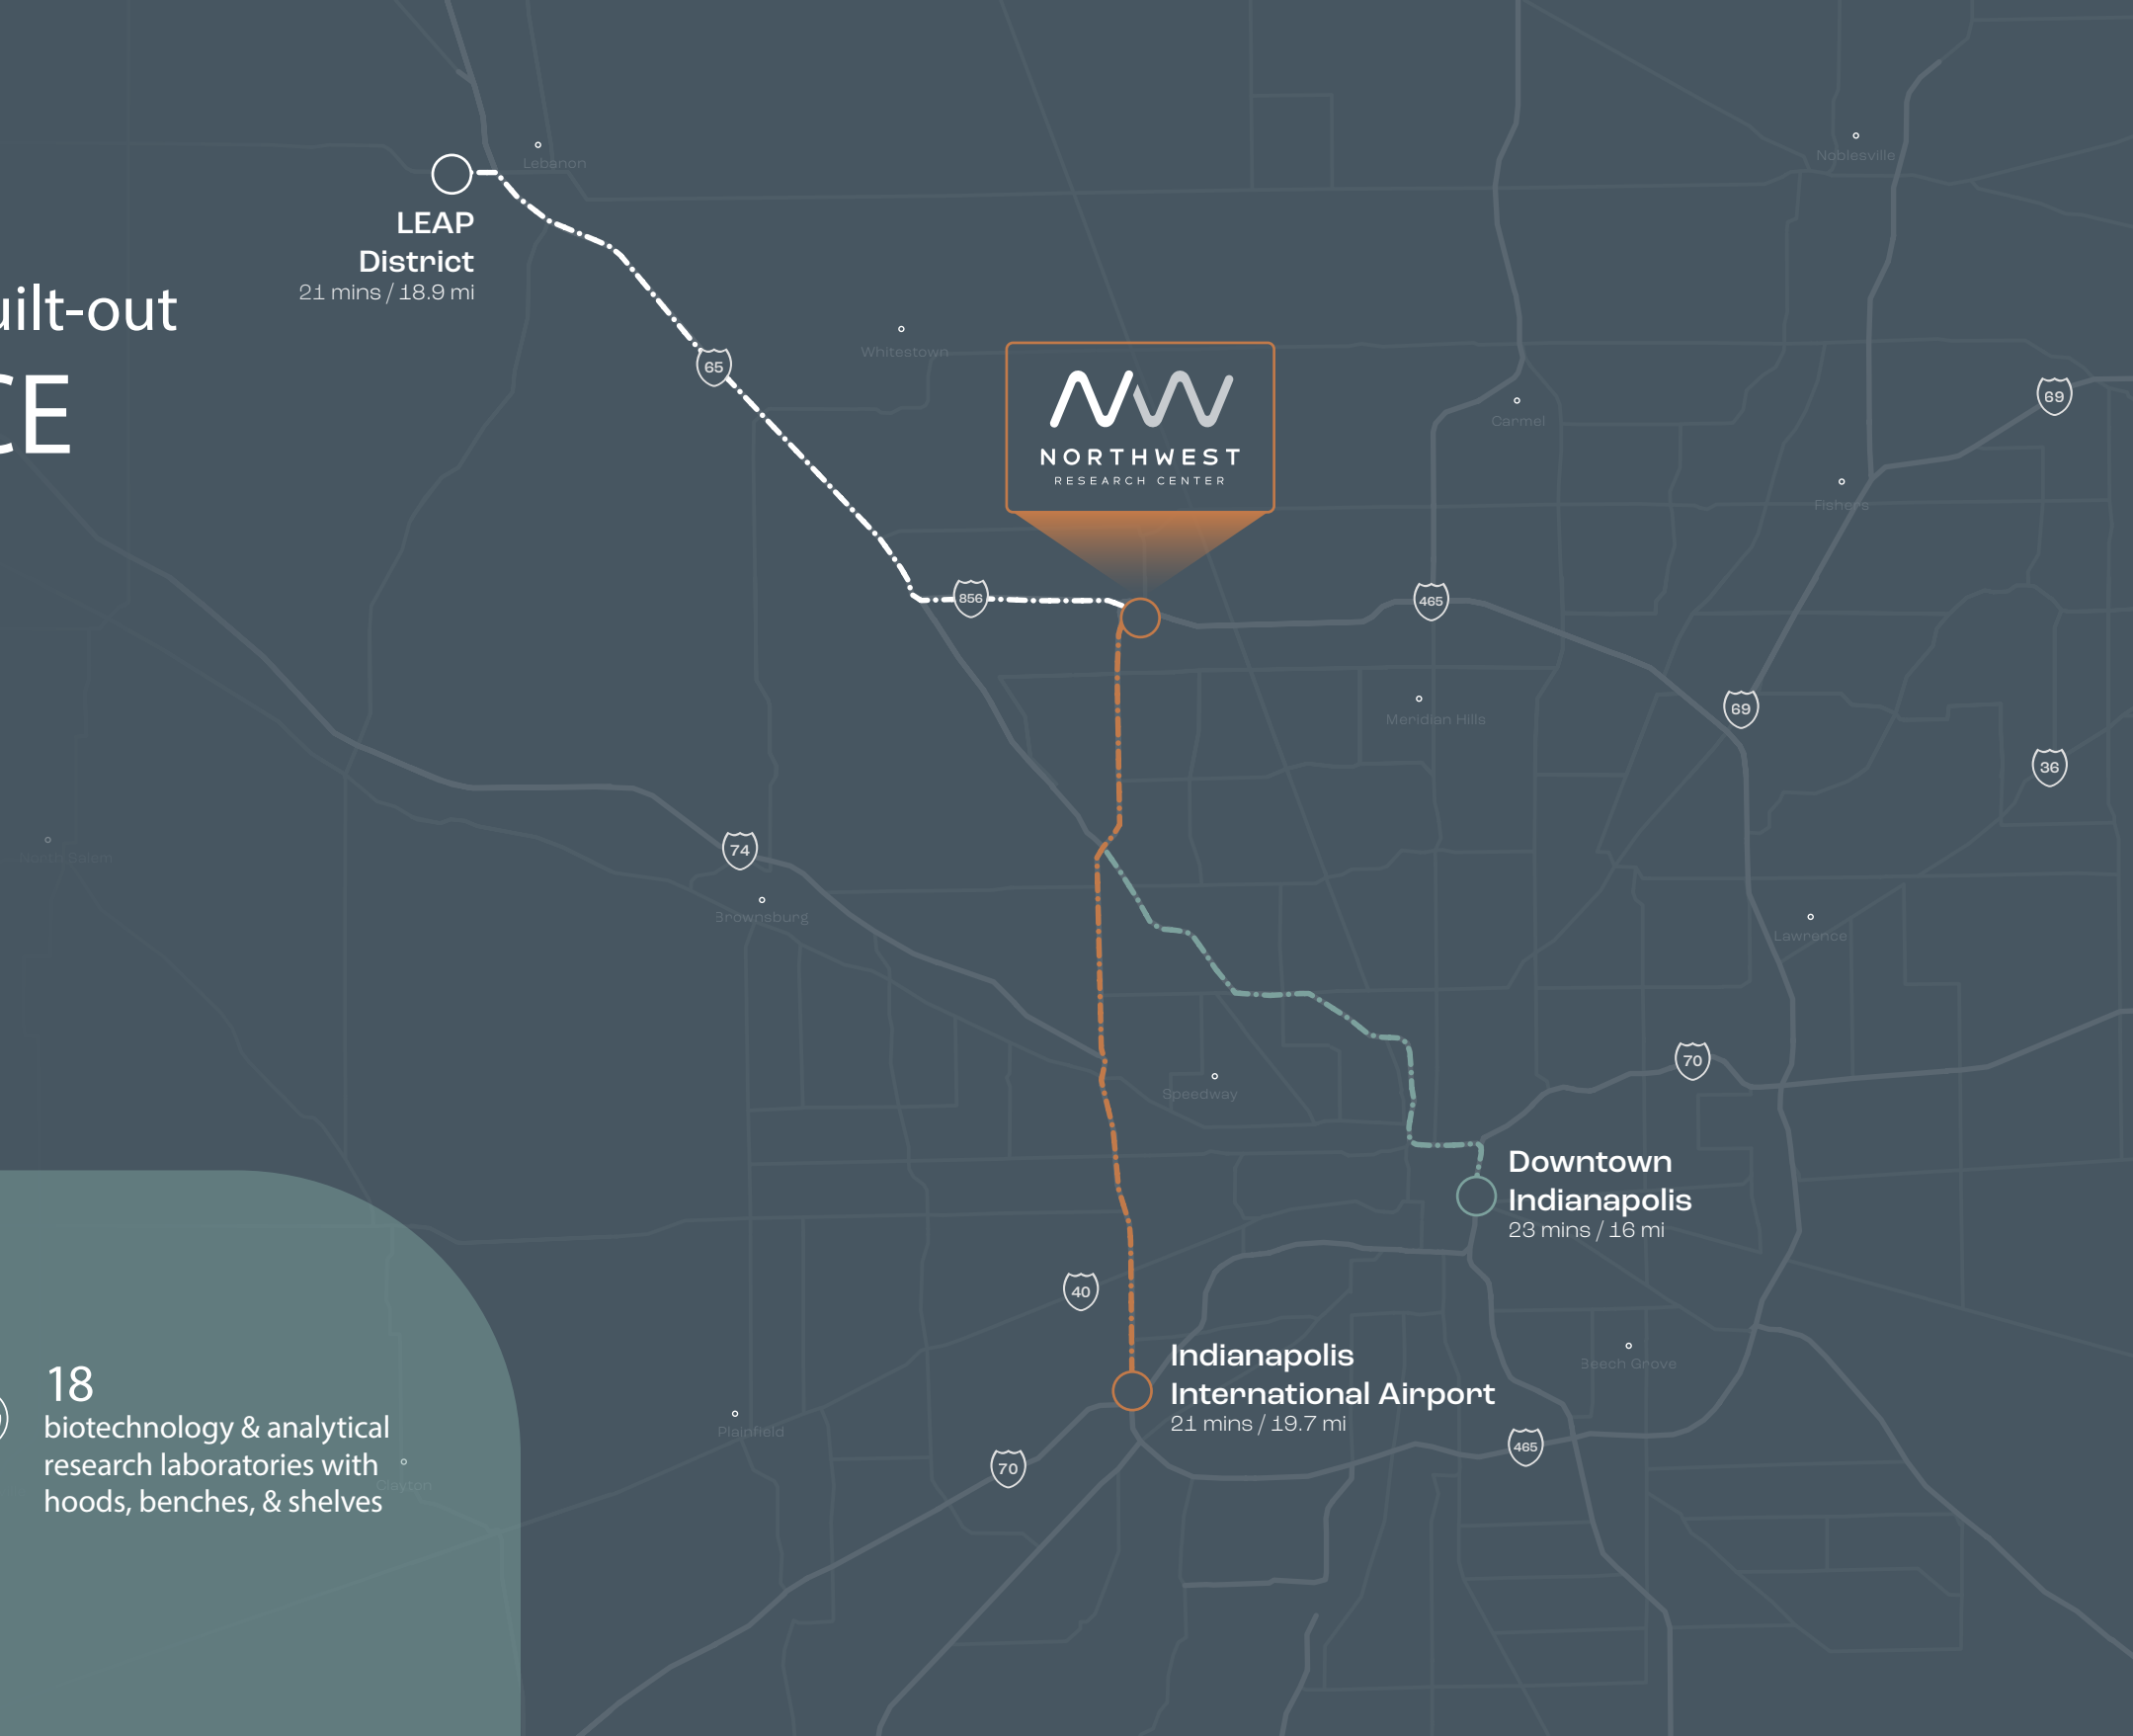 Lebanon
Noblesville
LEAP
District
21 mins / 18.9 mi
uilt-out
CE
Whitestown
65
NORTHWEST
RESEARCH CENTER
Carmel
69
Fishers
856
465
Meridian Hills
69
36
74
North Salem
Brownsburg
Lawrence
70
Speedway
Downtown
Indianapolis
23 mins / 16 mi
40
Indianapolis
International Airport
21 mins / 19.7 mi
Beech Grove
18
biotechnology & analytical
research laboratories with
hoods, benches, & shelves
Plainfield
Clayton
70
465